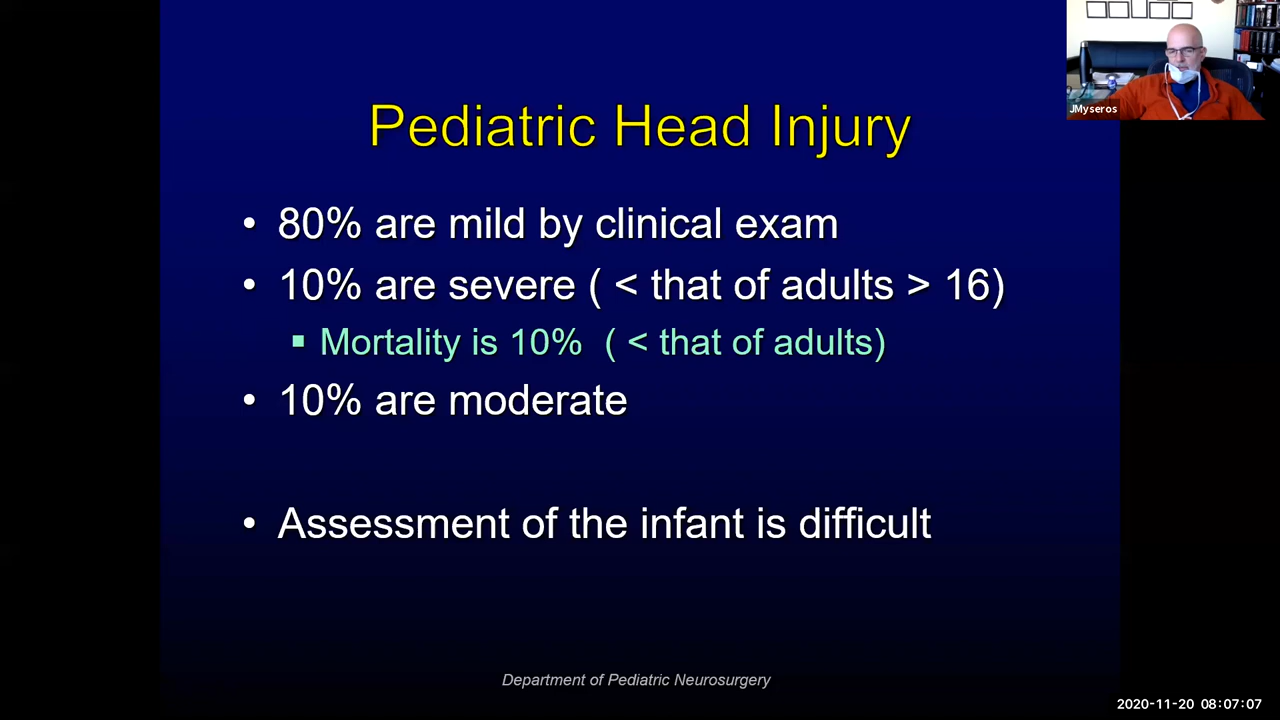 Pediatric Head Injury
• 80% are mild by clinical exam
• 10% are severe ( < that of adults > 16)
▪ Mortality is 10% ( < that of adults)
• 10% are moderate
• Assessment of the infant is difficult
Department of Pediatric Neurosurgery
JMyseros
2020-11-20 08:07:07